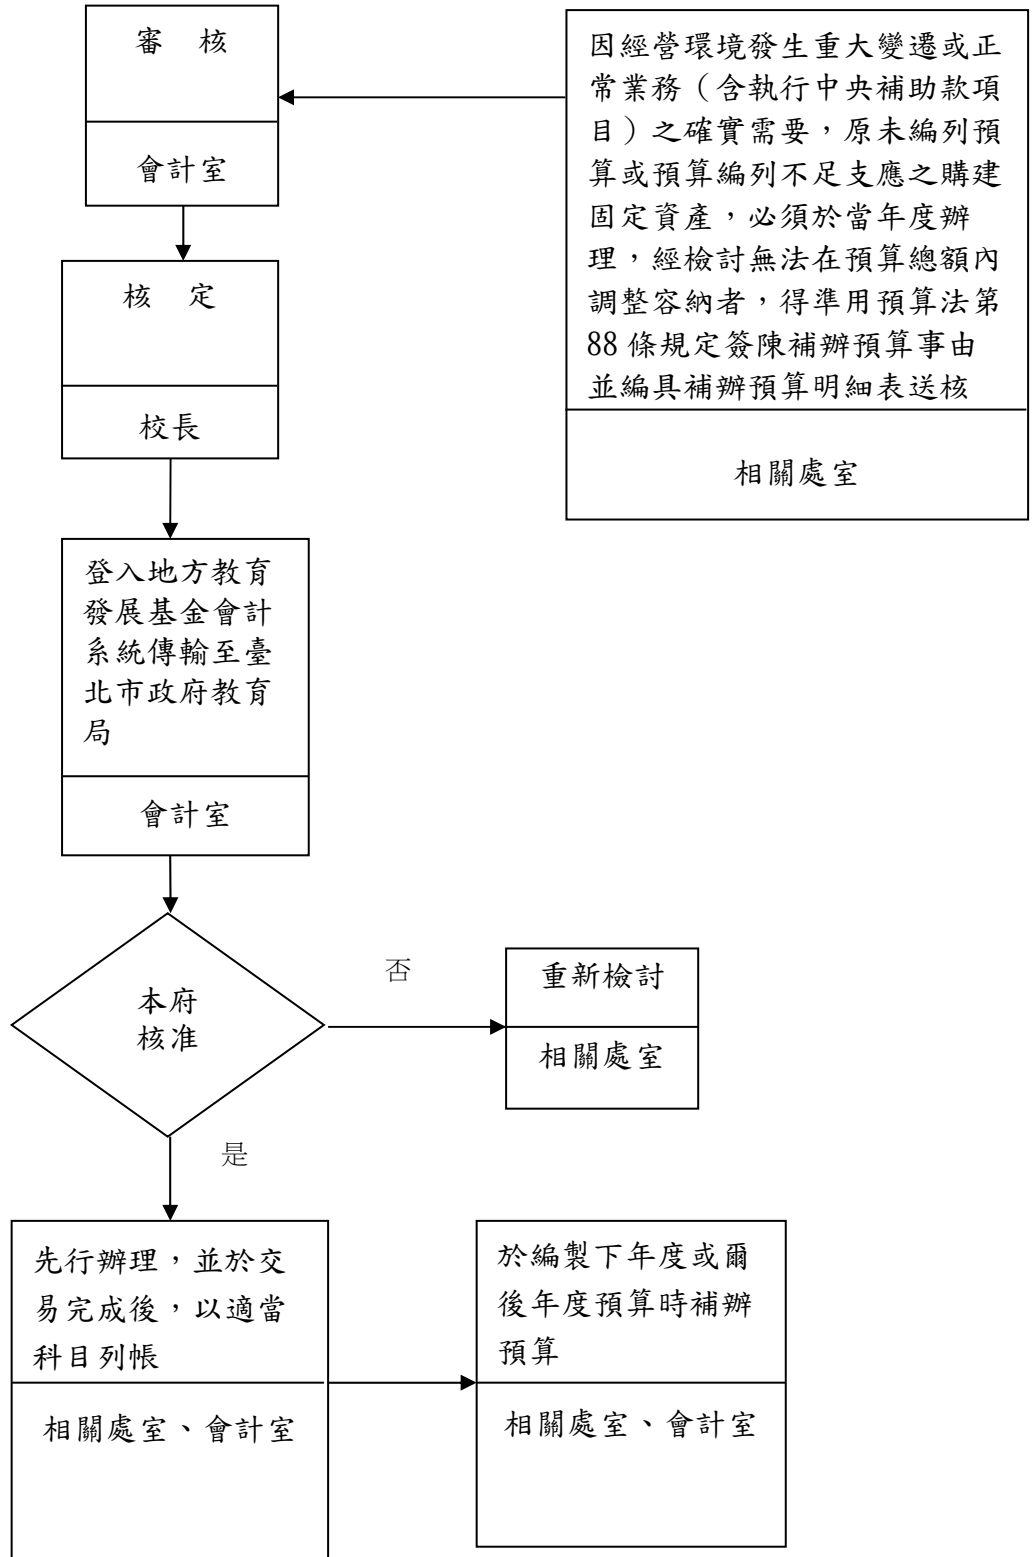 審　核
會計室
因經營環境發生重大變遷或正
常業務（含執行中央補助款項
目）之確實需要，原未編列預
算或預算編列不足支應之購建
固定資產，必須於當年度辦
理，經檢討無法在預算總額內
調整容納者，得準用預算法第
88 條規定簽陳補辦預算事由
並編具補辦預算明細表送核
相關處室
核　定
校長
登入地方教育
發展基金會計
系統傳輸至臺
北市政府教育
局
會計室
本府
核准
否
重新檢討
相關處室
是
先行辦理，並於交
易完成後，以適當
科目列帳
相關處室、會計室
於編製下年度或爾
後年度預算時補辦
預算
相關處室、會計室